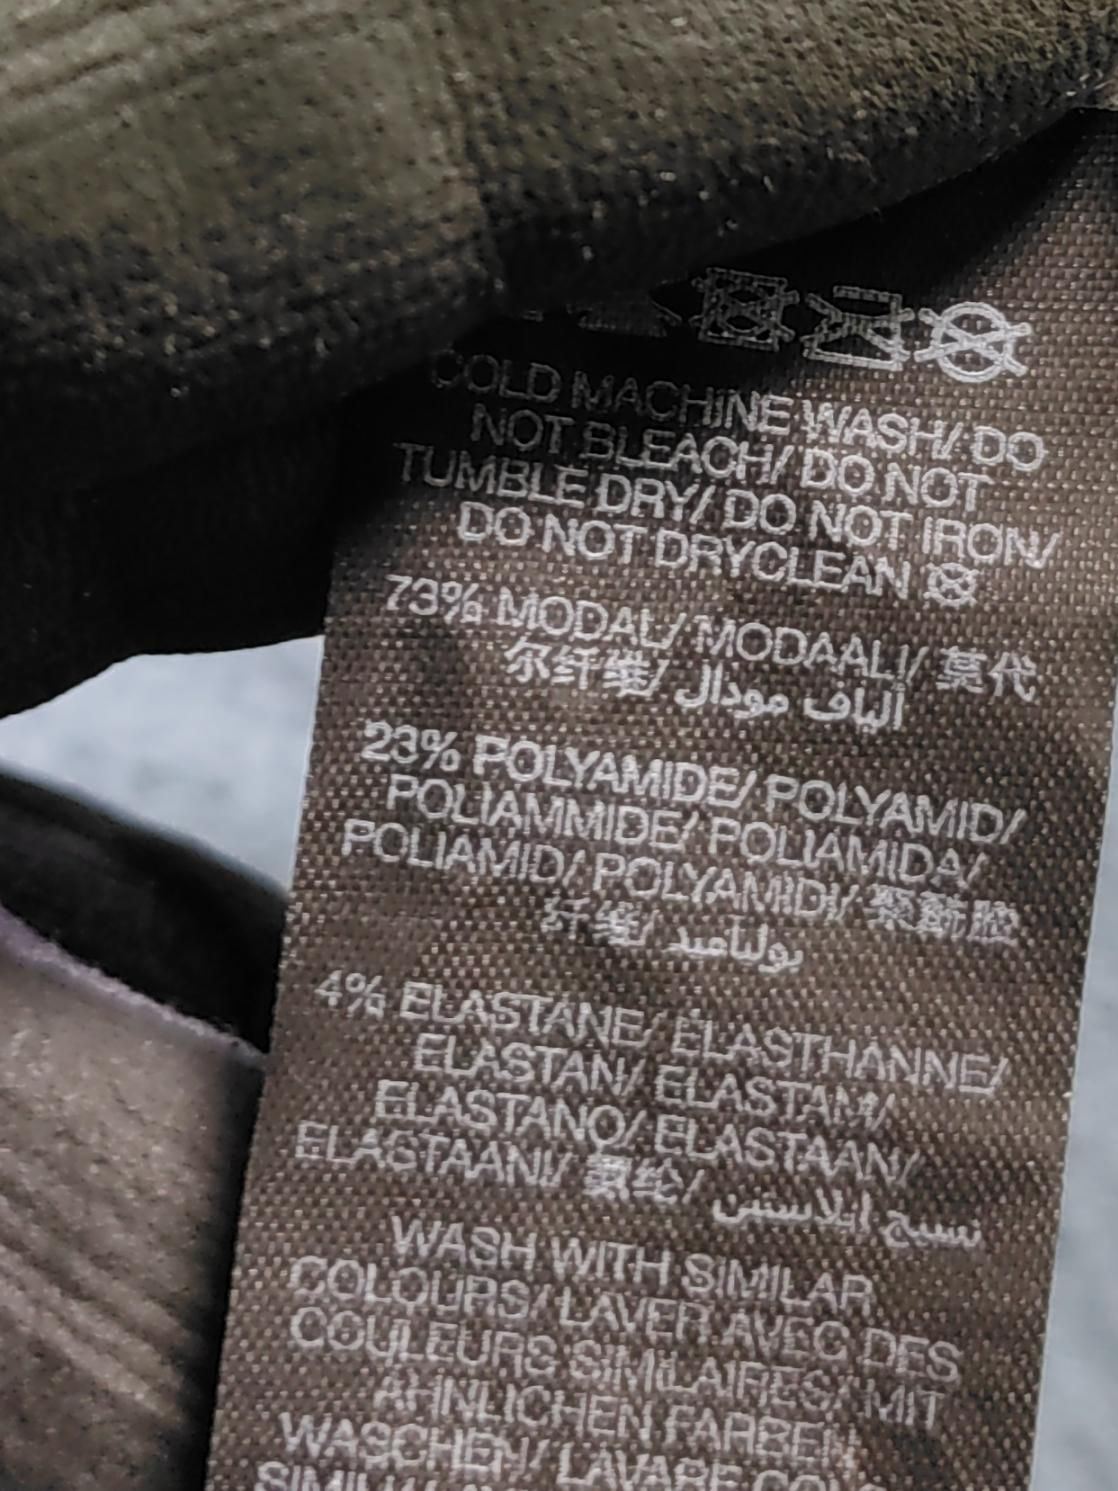 COLD MACHINE WASH/ DO
NOT BLEACH/ DO NOT
TUMBLE DRY/ DO NOT IRON/
DO NOT DRYCLEAN
73% MODAL/ MODAALI/ 莫代
尔纤维/ ألياف مودال
23% POLYAMIDE/ POLYAMID/
POLIAMMIDE/ POLIAMIDA/
POLIAMID/ POLYAMIDI/ 聚酰胺
纤维/ بولياميد
4% ELASTANE/ ÉLASTHANNE/
ELASTAN/ ELASTAM/
ELASTANO/ ELASTAAN/
ELASTAANI/ 氨纶/ نسيج إيلاستين
WASH WITH SIMILAR
COLOURS/ LAVER AVEC DES
COULEURS SIMILAIRES/ MIT
ÄHNLICHEN FARBEN
WASCHEN/ LAVARE